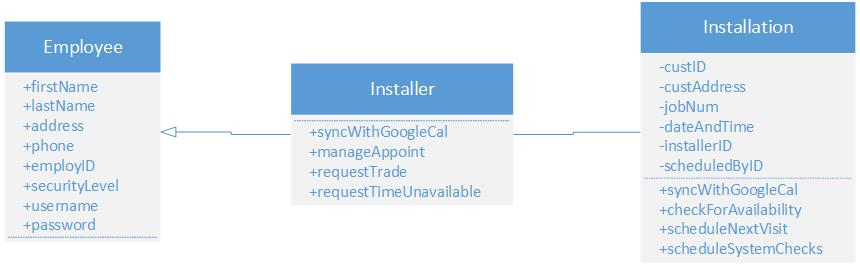 Employee
+firstName
+lastName
+address
+phone
+employID
+securityLevel
+username
+password
Installer
+syncWithGoogleCal
+manageAppoint
+requestTrade
+requestTimeUnavailable
Installation
-custID
-custAddress
-jobNum
-dateAndTime
-installerID
-scheduledByID
+syncWithGoogleCal
+checkForAvailability
+scheduleNextVisit
+scheduleSystemChecks